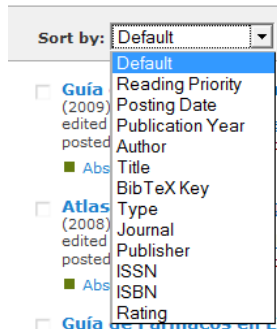 Sort by: Default
Default
Reading Priority
Posting Date
Publication Year
Author
Title
BibTeX Key
Type
Journal
Publisher
ISSN
ISBN
Rating
Guía
(2009)
edited
posted
Abs
Atlas
(2008)
edited
posted
Abs
Guía de Fármacos en